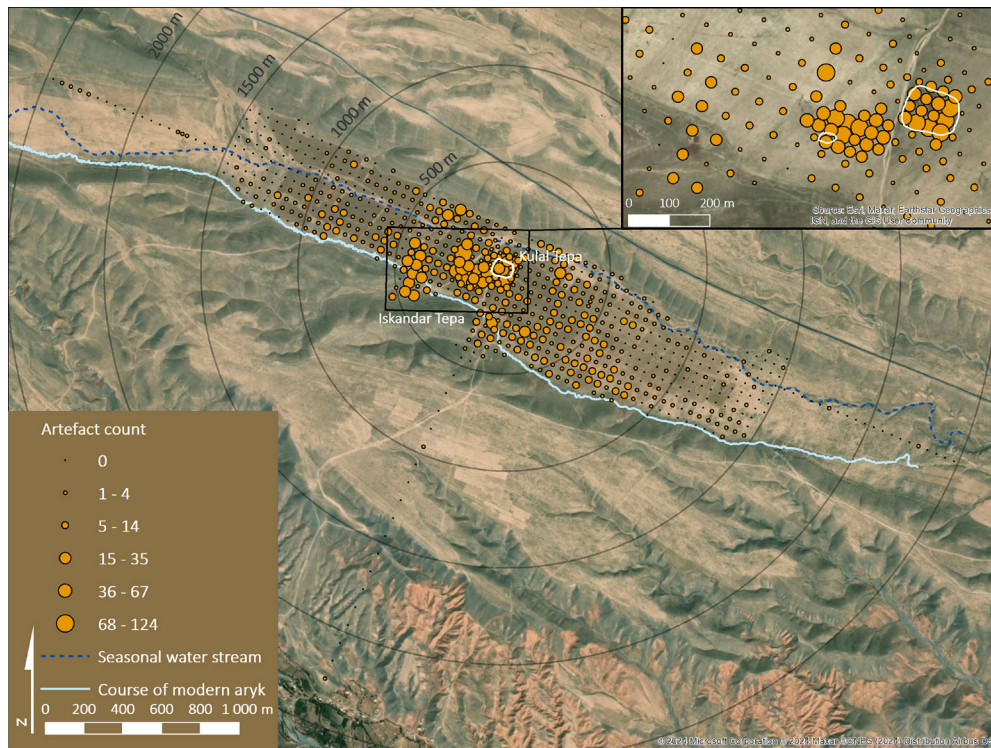 2000 m
1500 m
1000 m
500 m
0 100 200 m
Source: Esri, Maxar, Earthstar Geographics
IGN, and the GIS User Community
Kulal Tepa
Iskandar Tepa
Artefact count
0
1 - 4
5 - 14
15 - 35
36 - 67
68 - 124
Seasonal water stream
Course of modern aryk
0 200 400 600 800 1 000 m
N
© 2024 Microsoft Corporation © 2024 Maxar ©CNES (2024) Distribution Airbus DS